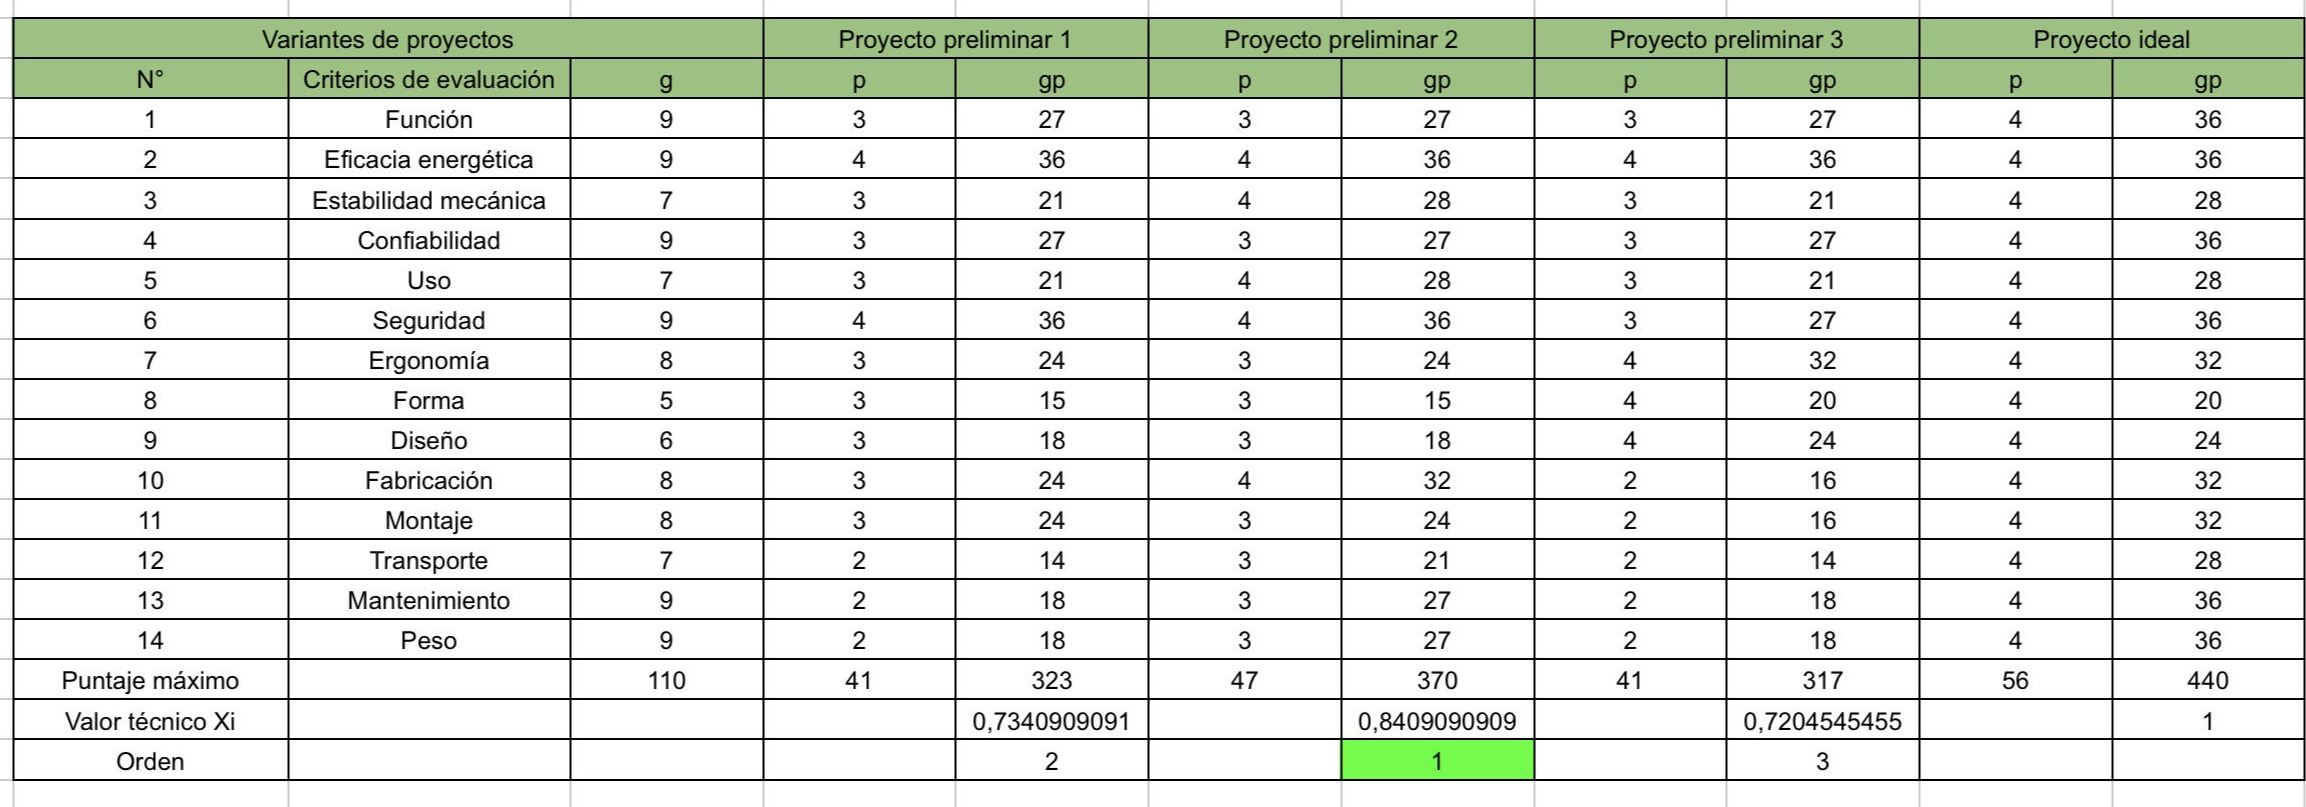 Variantes de proyectos Proyecto preliminar 1 Proyecto preliminar 2 Proyecto preliminar 3 Proyecto ideal
N° Criterios de evaluación g p gp p gp p gp p gp
1 Función 9 3 27 3 27 3 27 4 36
2 Eficacia energética 9 4 36 4 36 4 36 4 36
3 Estabilidad mecánica 7 3 21 4 28 3 21 4 28
4 Confiabilidad 9 3 27 3 27 3 27 4 36
5 Uso 7 3 21 4 28 3 21 4 28
6 Seguridad 9 4 36 4 36 3 27 4 36
7 Ergonomía 8 3 24 3 24 4 32 4 32
8 Forma 5 3 15 3 15 4 20 4 20
9 Diseño 6 3 18 3 18 4 24 4 24
10 Fabricación 8 3 24 4 32 2 16 4 32
11 Montaje 8 3 24 3 24 2 16 4 32
12 Transporte 7 2 14 3 21 2 14 4 28
13 Mantenimiento 9 2 18 3 27 2 18 4 36
14 Peso 9 2 18 3 27 2 18 4 36
Puntaje máximo 110 41 323 47 370 41 317 56 440
Valor técnico Xi 0,7340909091 0,8409090909 0,7204545455 1
Orden 2 1 3